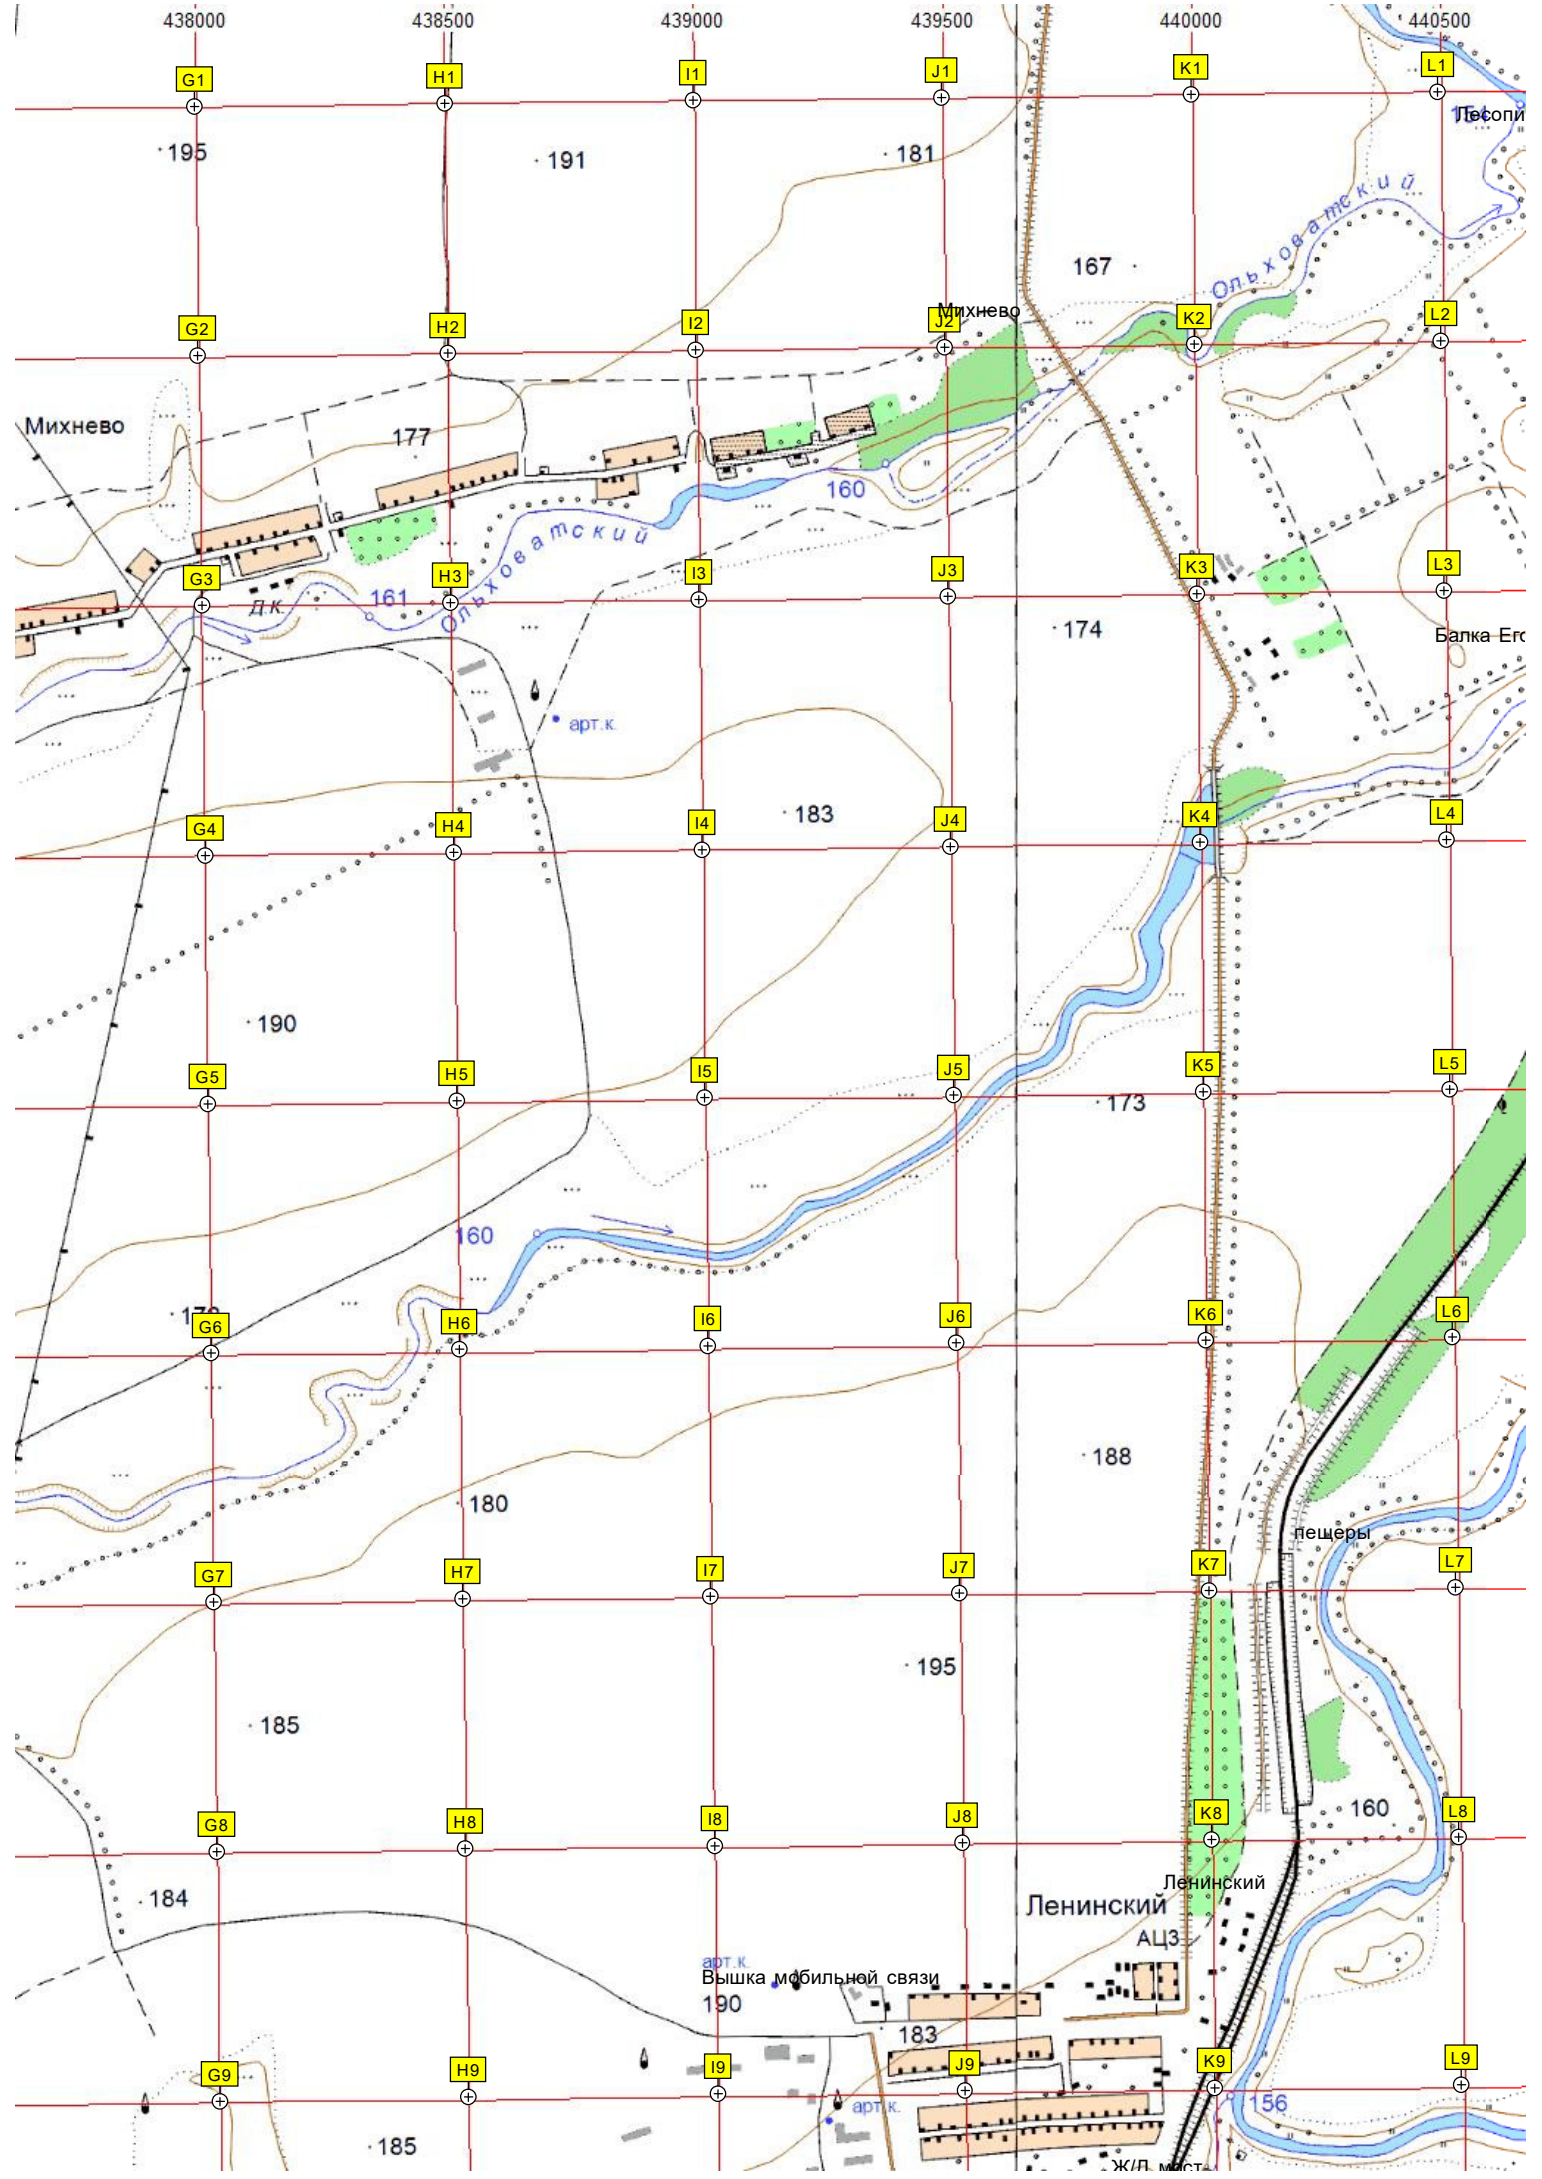 438000 438500 439000 439500 440000 440500
G1 H1 I1 J1 K1 L1
Лесопи
195 191 181
Ольховатский
167
Михнево
G2 H2 I2 J2 K2 L2
Михнево
177
160
Ольховатский
G3 H3 I3 J3 K3 L3
ДК 161
174
Балка Его
арт.к.
183
G4 H4 I4 J4 K4 L4
190
G5 H5 I5 J5 K5 L5
173
160
G6 H6 I6 J6 K6 L6
188
180
пещеры
G7 H7 I7 J7 K7 L7
195
185
160
G8 H8 I8 J8 K8 L8
Ленинский
184
Ленинский
АЦЗ
арт.к.
Вышка мобильной связи
190
183
G9 H9 I9 J9 K9 L9
арт.к.
156
185
Ж/Д мост